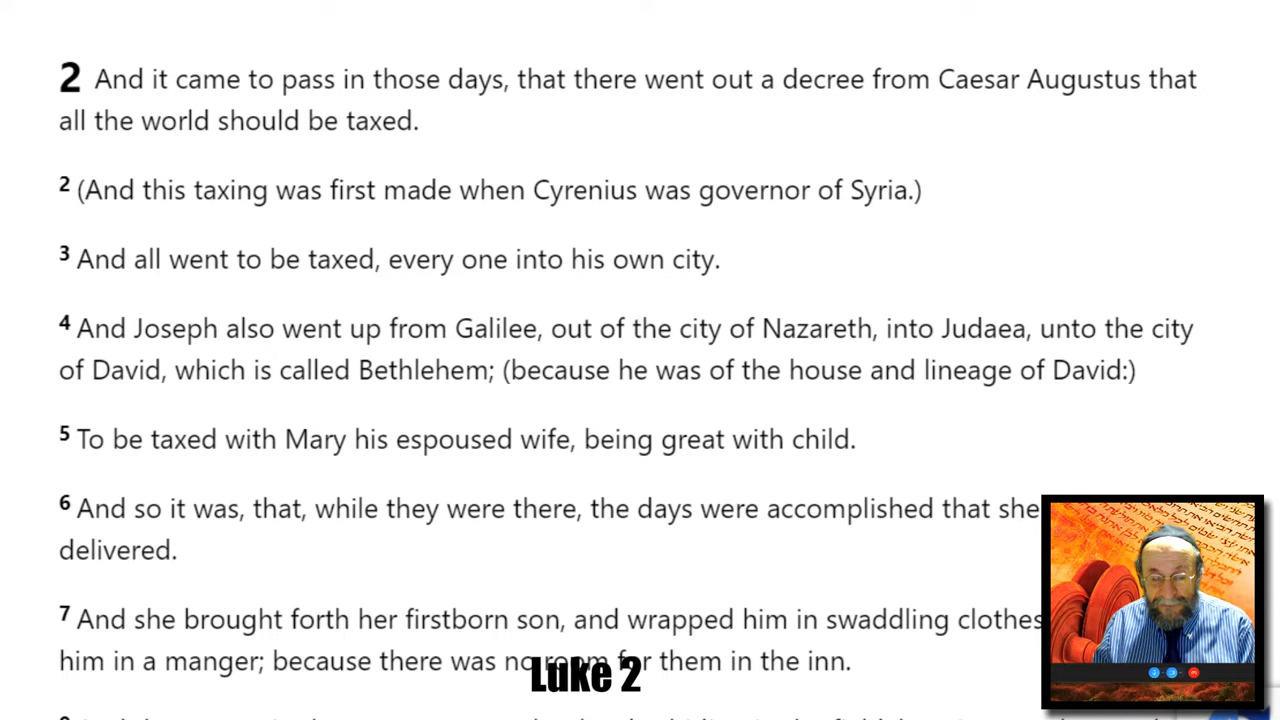 2 And it came to pass in those days, that there went out a decree from Caesar Augustus that
all the world should be taxed.
2 (And this taxing was first made when Cyrenius was governor of Syria.)
3 And all went to be taxed, every one into his own city.
4 And Joseph also went up from Galilee, out of the city of Nazareth, into Judaea, unto the city
of David, which is called Bethlehem; (because he was of the house and lineage of David:)
5 To be taxed with Mary his espoused wife, being great with child.
6 And so it was, that, while they were there, the days were accomplished that she
delivered.
7 And she brought forth her firstborn son, and wrapped him in swaddling clothes
him in a manger; because there was no room for them in the inn.
Luke 2